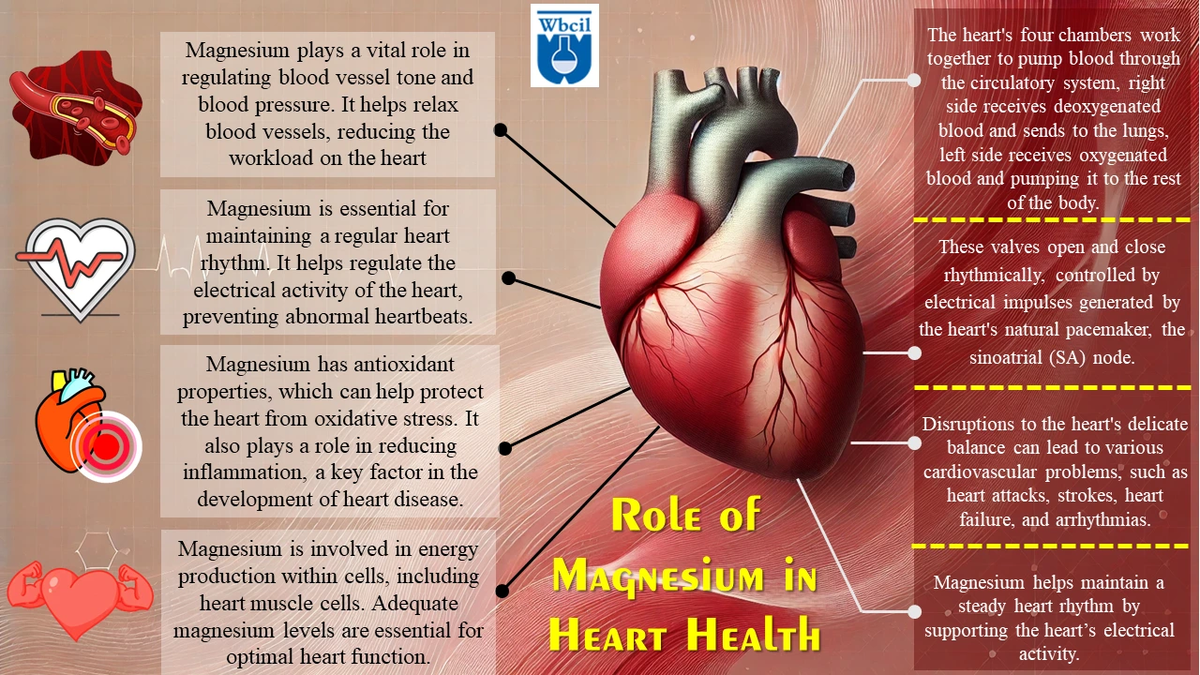 Wbcil
Magnesium plays a vital role in
regulating blood vessel tone and
blood pressure. It helps relax
blood vessels, reducing the
workload on the heart
Magnesium is essential for
maintaining a regular heart
rhythm. It helps regulate the
electrical activity of the heart,
preventing abnormal heartbeats.
Magnesium has antioxidant
properties, which can help protect
the heart from oxidative stress. It
also plays a role in reducing
inflammation, a key factor in the
development of heart disease.
Magnesium is involved in energy
production within cells, including
heart muscle cells. Adequate
magnesium levels are essential for
optimal heart function.
Role of
Magnesium in
Heart Health
The heart's four chambers work
together to pump blood through
the circulatory system, right
side receives deoxygenated
blood and sends to the lungs,
left side receives oxygenated
blood and pumping it to the rest
of the body.
These valves open and close
rhythmically, controlled by
electrical impulses generated by
the heart's natural pacemaker, the
sinoatrial (SA) node.
Disruptions to the heart's delicate
balance can lead to various
cardiovascular problems, such as
heart attacks, strokes, heart
failure, and arrhythmias.
Magnesium helps maintain a
steady heart rhythm by
supporting the heart’s electrical
activity.